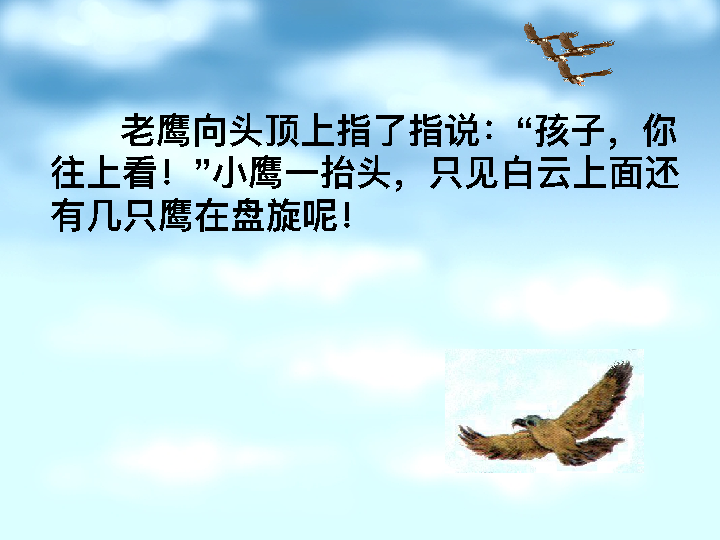 老鹰向头顶上指了指说：“孩子，你
往上看！”小鹰一抬头，只见白云上面还
有几只鹰在盘旋呢！